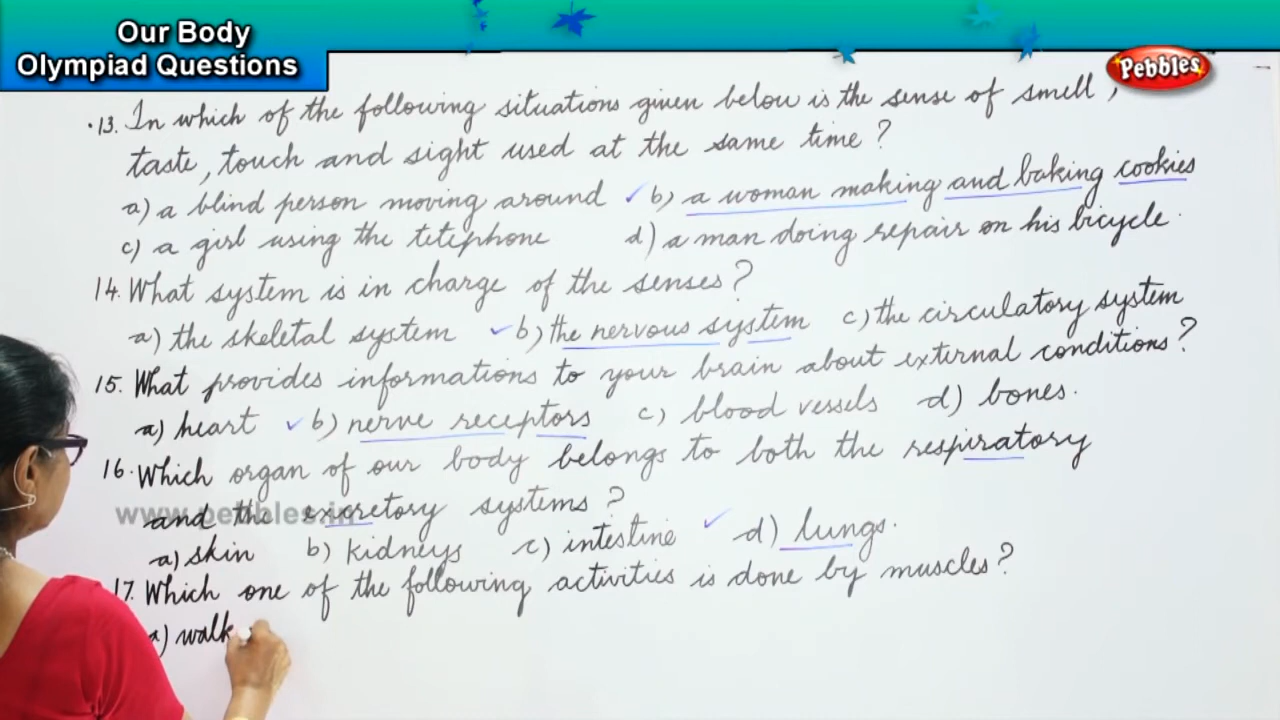 Our Body
Olympiad Questions
Pebbles
13. In which of the following situations given below is the sense of smell,
taste, touch and sight used at the same time?
a) a blind person moving around ✓ b) a woman making and baking cookies
c) a girl using the tetephone d) a man doing repair on his bicycle.
14. What system is in charge of the senses?
a) the skeletal system ✓ b) the nervous system c) the circulatory system
15. What provides informations to your brain about external conditions?
a) heart ✓ b) nerve receptors c) blood vessels d) bones.
16. Which organ of our body belongs to both the respiratory
and the excretory systems?
www.pebbles.in
a) skin b) kidneys c) intestine ✓ d) lungs.
17. Which one of the following activities is done by muscles?
a) walk